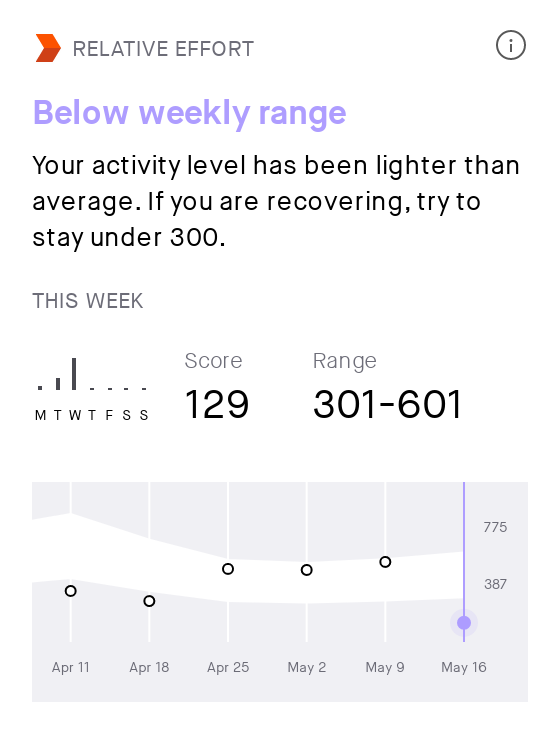 RELATIVE EFFORT
Below weekly range
Your activity level has been lighter than
average. If you are recovering, try to
stay under 300.
THIS WEEK
Score
Range
M T W T F S S
129
301-601
775
387
Apr 11
Apr 18
Apr 25
May 2
May 9
May 16